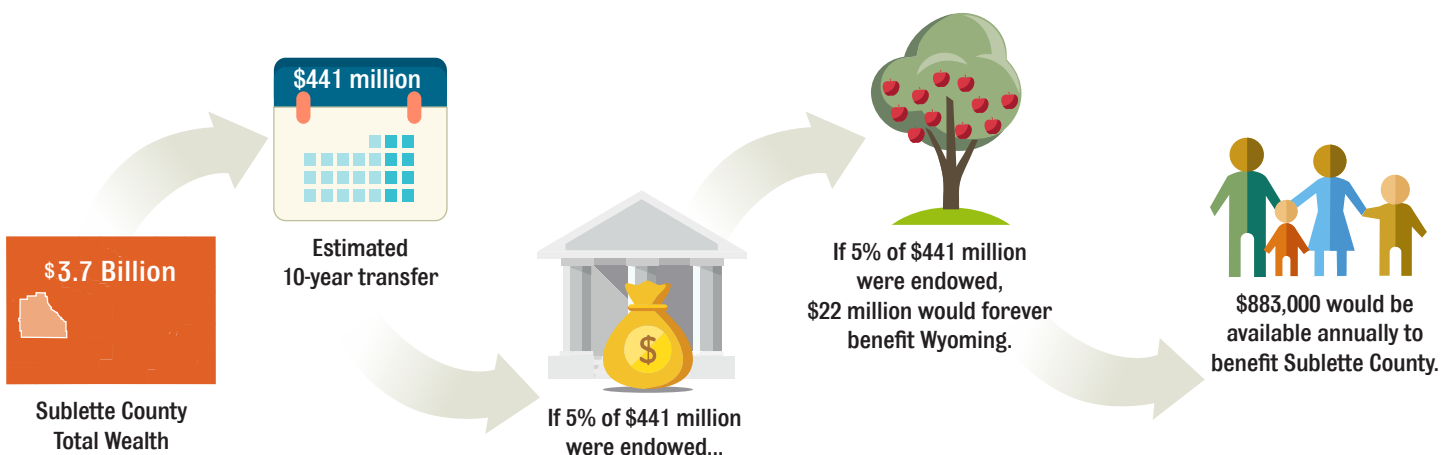 $3.7 Billion
Sublette County
Total Wealth
$441 million
Estimated
10-year transfer
$
If 5% of $441 million
were endowed...
If 5% of $441 million
were endowed,
$22 million would forever
benefit Wyoming.
$883,000 would be
available annually to
benefit Sublette County.